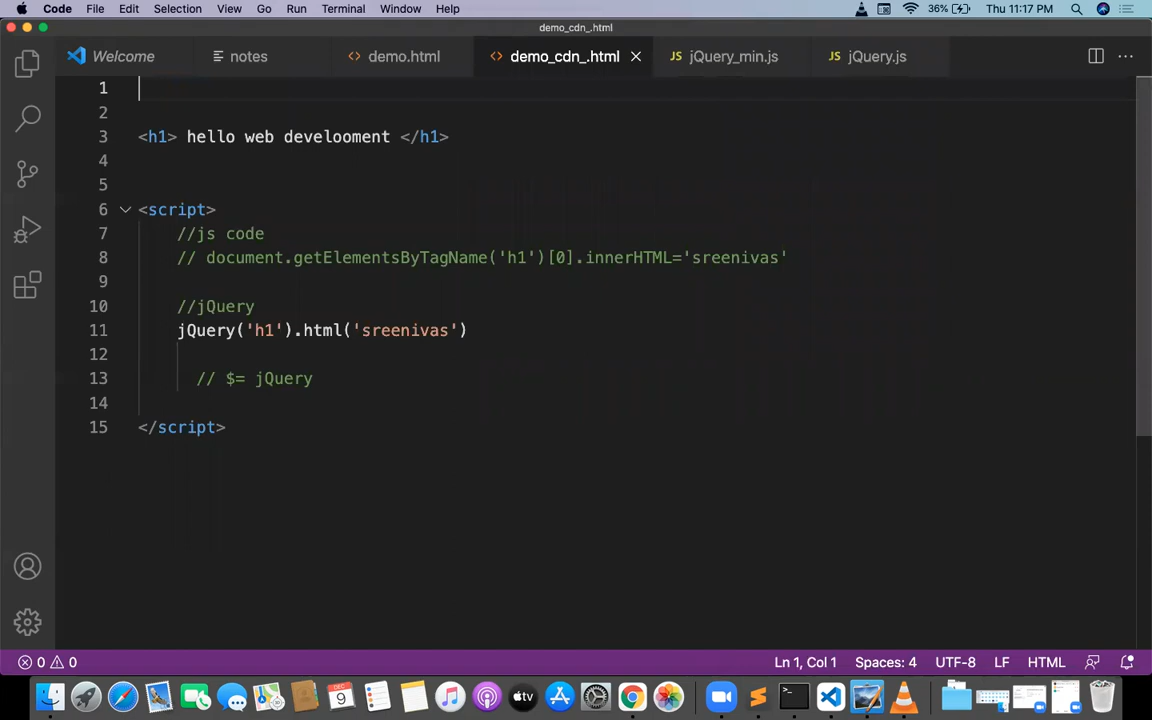 Code File Edit Selection View Go Run Terminal Window Help 36% Thu 11:17 PM
demo_cdn_.html
Welcome notes demo.html demo_cdn_.html jQuery_min.js jQuery.js
1
2
3 <h1> hello web develooment </h1>
4
5
6 <script>
7 //js code
8 // document.getElementsByTagName('h1')[0].innerHTML='sreenivas'
9
10 //jQuery
11 jQuery('h1').html('sreenivas')
12
13 // $= jQuery
14
15 </script>
0 0 Ln 1, Col 1 Spaces: 4 UTF-8 LF HTML
DEC 9 tv